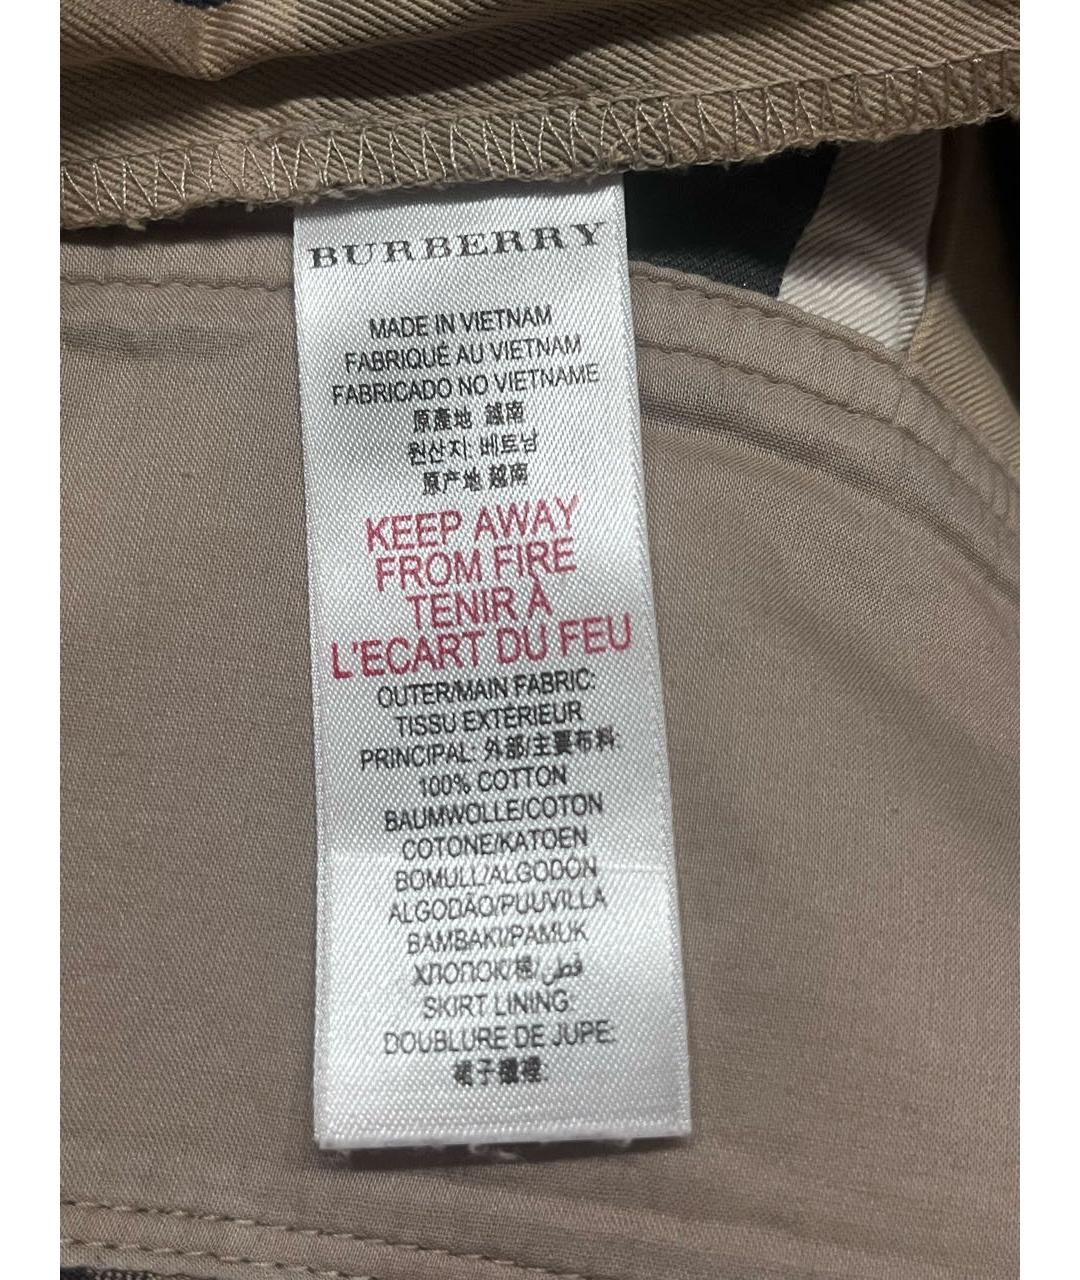 BURBERRY
MADE IN VIETNAM
FABRIQUÉ AU VIETNAM
FABRICADO NO VIETNAME
原產地 越南
원산지: 베트남
原产地 越南
KEEP AWAY
FROM FIRE
TENIR À
L'ECART DU FEU
OUTER/MAIN FABRIC:
TISSU EXTÉRIEUR
PRINCIPAL: 外部/主要布料:
100% COTTON
BAUMWOLLE/COTON
COTONE/KATOEN
BOMULL/ALGODÓN
ALGODÃO/PUUVILLA
BAMBAKI/PAMUK
ХЛОПОК/棉/قطن
SKIRT LINING:
DOUBLURE DE JUPE:
裙子襯裡: